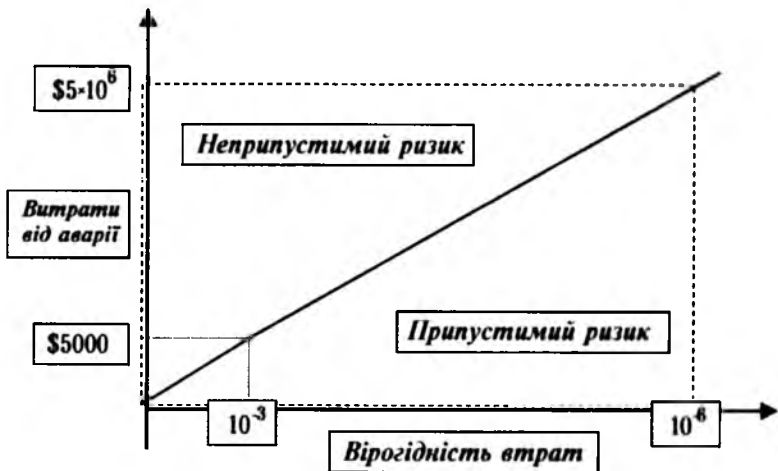 $5·10⁶
Неприпустимий ризик
Витрати
від аварії
$5000
Припустимий ризик
10⁻³
10⁻⁶
Вірогідність втрат